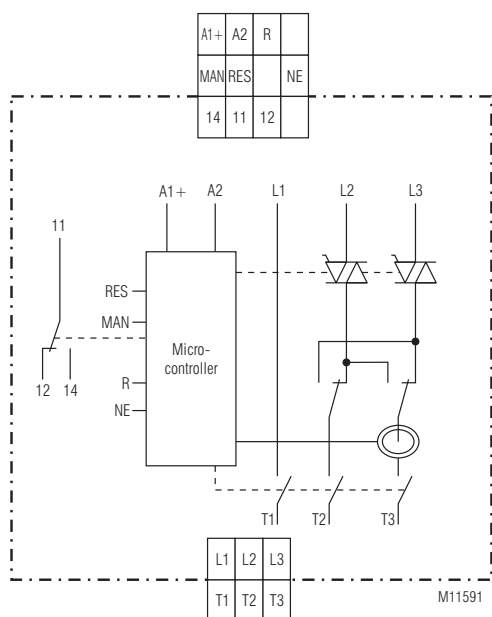 A1+ A2 R
MAN RES NE
14 11 12
A1+ A2 L1 L2 L3
11
RES
MAN
Micro-
controller
12 14
R
NE
T1 T2 T3
L1 L2 L3
T1 T2 T3
M11591